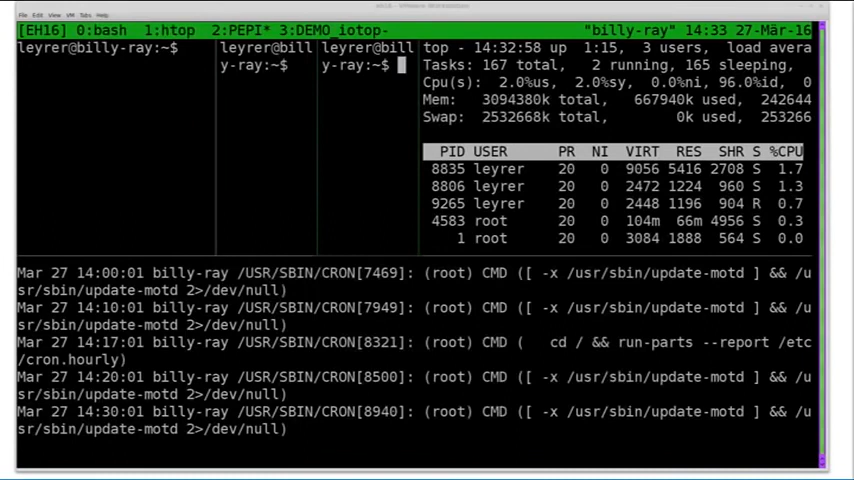 File Edit View VM Tabs Help
[EH16] 0:bash 1:htop 2:PEPI* 3:DEMO_iotop- "billy-ray" 14:33 27-Mär-16
leyrer@billy-ray:~$
leyrer@bill
y-ray:~$
leyrer@bill
y-ray:~$
top - 14:32:58 up 1:15, 3 users, load avera
Tasks: 167 total, 2 running, 165 sleeping,
Cpu(s): 2.0%us, 2.0%sy, 0.0%ni, 96.0%id, 0
Mem: 3094380k total, 667940k used, 242644
Swap: 2532668k total, 0k used, 253266
PID USER PR NI VIRT RES SHR S %CPU
8835 leyrer 20 0 9056 5416 2708 S 1.7
8806 leyrer 20 0 2472 1224 960 S 1.3
9265 leyrer 20 0 2448 1196 904 R 0.7
4583 root 20 0 104m 66m 4956 S 0.3
1 root 20 0 3084 1888 564 S 0.0
Mar 27 14:00:01 billy-ray /USR/SBIN/CRON[7469]: (root) CMD ([ -x /usr/sbin/update-motd ] && /u
sr/sbin/update-motd 2>/dev/null)
Mar 27 14:10:01 billy-ray /USR/SBIN/CRON[7949]: (root) CMD ([ -x /usr/sbin/update-motd ] && /u
sr/sbin/update-motd 2>/dev/null)
Mar 27 14:17:01 billy-ray /USR/SBIN/CRON[8321]: (root) CMD ( cd / && run-parts --report /etc
/cron.hourly)
Mar 27 14:20:01 billy-ray /USR/SBIN/CRON[8500]: (root) CMD ([ -x /usr/sbin/update-motd ] && /u
sr/sbin/update-motd 2>/dev/null)
Mar 27 14:30:01 billy-ray /USR/SBIN/CRON[8940]: (root) CMD ([ -x /usr/sbin/update-motd ] && /u
sr/sbin/update-motd 2>/dev/null)